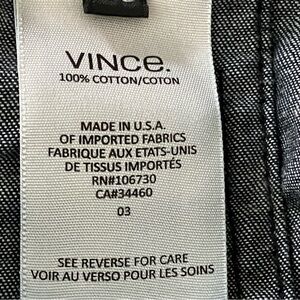 VINCE.
100% COTTON/COTON
MADE IN U.S.A.
OF IMPORTED FABRICS
FABRIQUE AUX ETATS-UNIS
DE TISSUS IMPORTÉS
RN#106730
CA#34460
03
SEE REVERSE FOR CARE
VOIR AU VERSO POUR LES SOINS